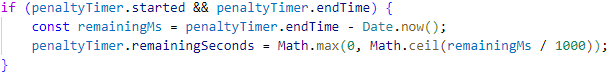 if (penaltyTimer.started && penaltyTimer.endTime) {
    const remainingMs = penaltyTimer.endTime - Date.now();
    penaltyTimer.remainingSeconds = Math.max(0, Math.ceil(remainingMs / 1000));
}